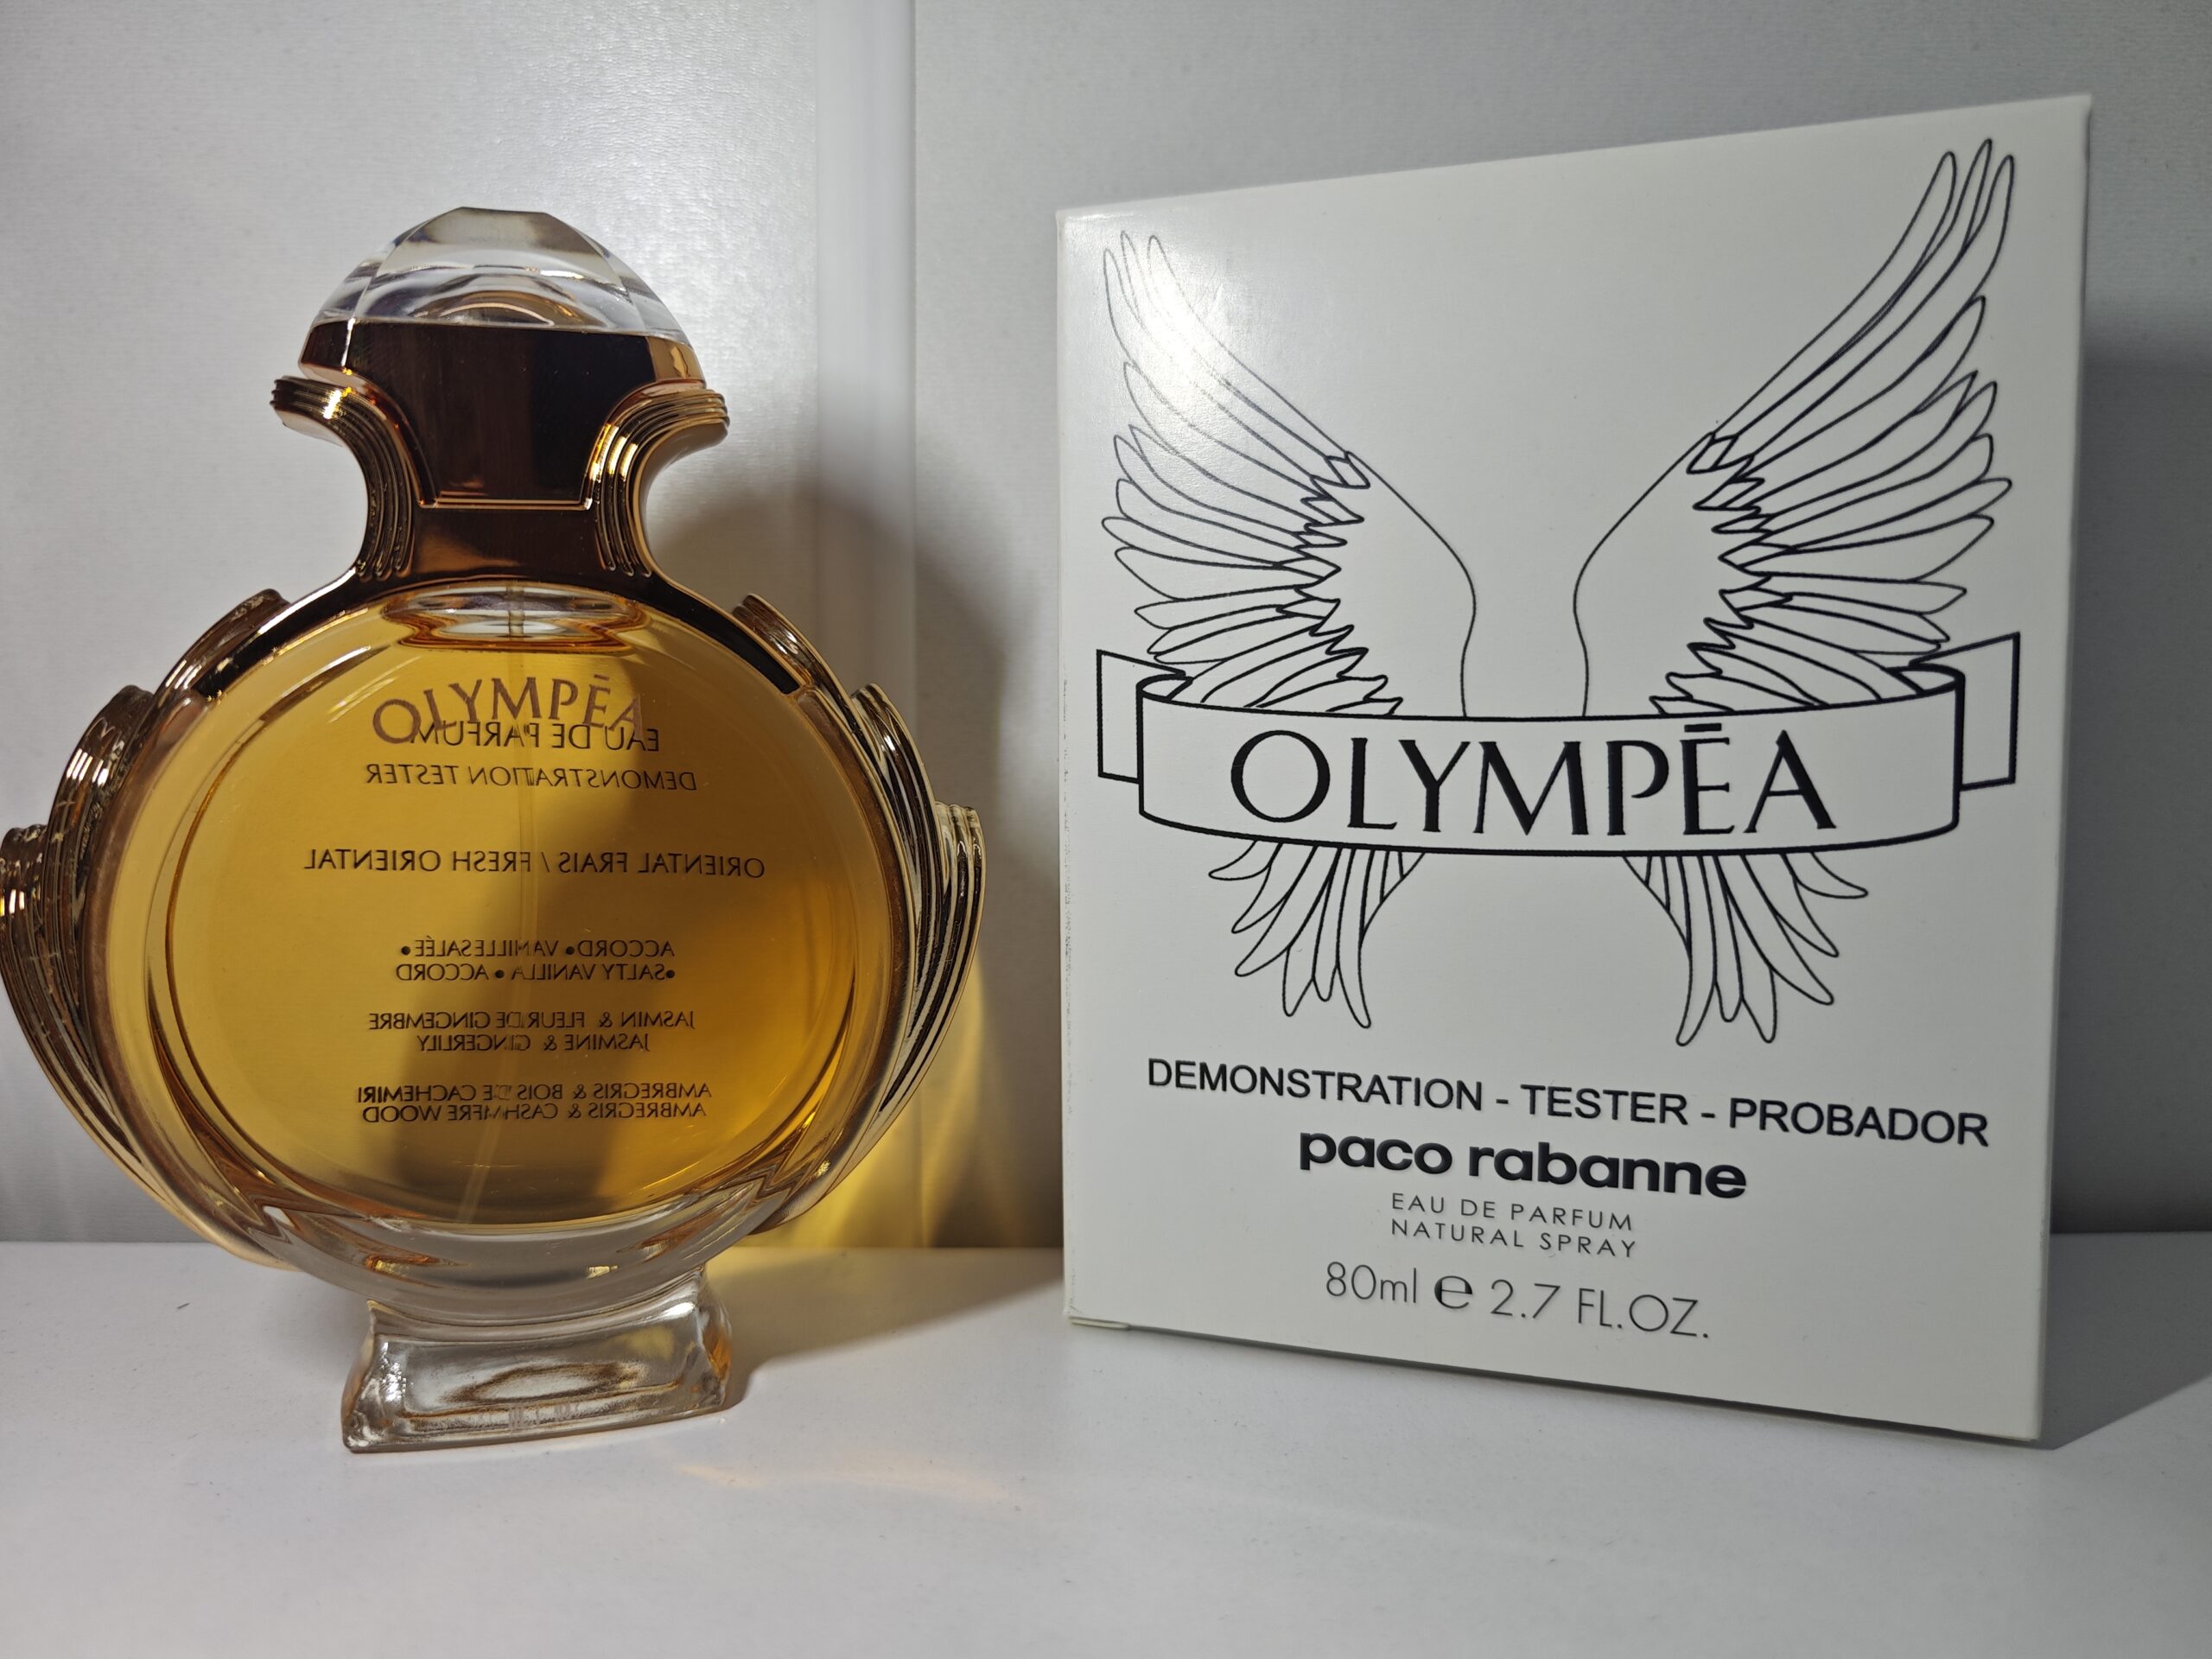 OLYMPĒA
EAU DE PARFUM
DEMONSTRATION TESTER
ORIENTAL FRAIS / FRESH ORIENTAL
ACCORD • VANILLE SALÉE •
•SALTY VANILLA • ACCORD
JASMIN & FLEUR DE GINGEMBRE
JASMINE & GINGERLILY
AMBREGRIS & BOIS DE CACHEMIRI
AMBREGRIS & CASHMERE WOOD
OLYMPĒA
DEMONSTRATION - TESTER - PROBADOR
paco rabanne
EAU DE PARFUM
NATURAL SPRAY
80ml e 2.7 FL.OZ.